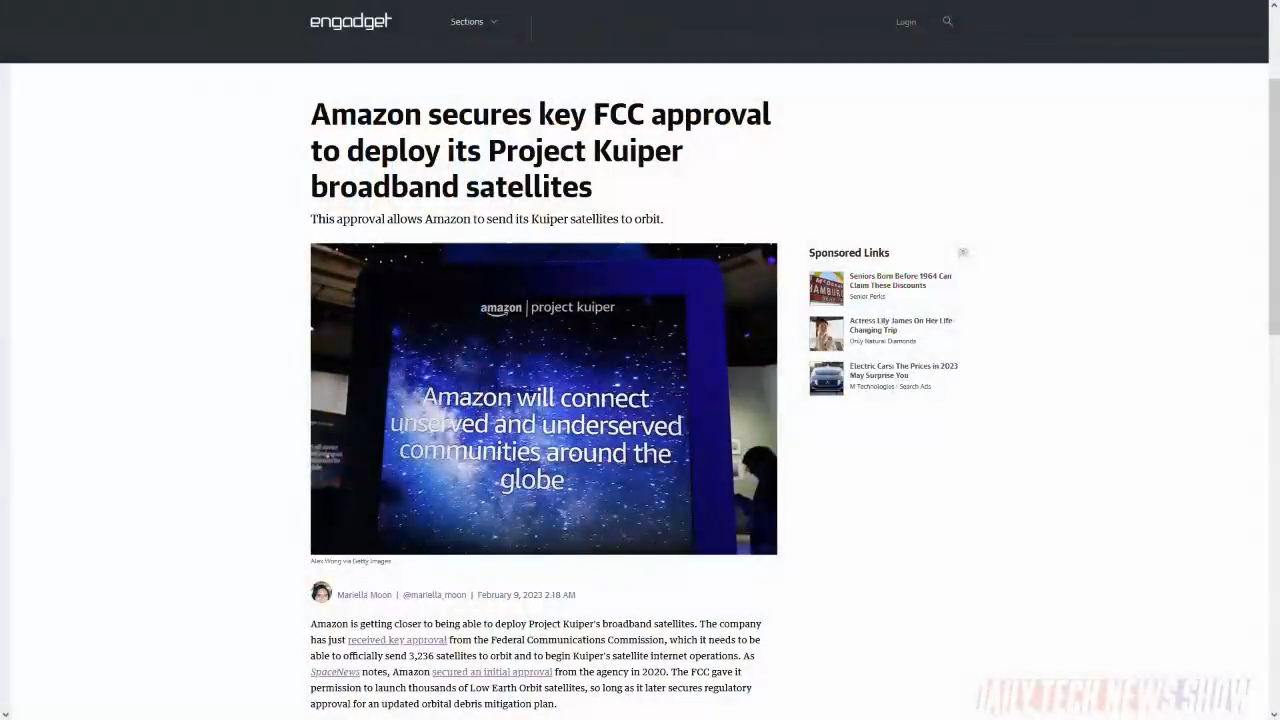 engadget
Sections
Login
Amazon secures key FCC approval
to deploy its Project Kuiper
broadband satellites
This approval allows Amazon to send its Kuiper satellites to orbit.
amazon | project kuiper
Amazon will connect
unserved and underserved
communities around the
globe
Alex Wong via Getty Images
Sponsored Links
Seniors Born Before 1964 Can
Claim These Discounts
Senior Perks
Actress Lily James On Her Life-
Changing Trip
Only Natural Diamonds
Electric Cars: The Prices in 2023
May Surprise You
M Technologies | Search Ads
Mariella Moon | @mariella_moon | February 9, 2023 2:18 AM
Amazon is getting closer to being able to deploy Project Kuiper's broadband satellites. The company
has just received key approval from the Federal Communications Commission, which it needs to be
able to officially send 3,236 satellites to orbit and to begin Kuiper's satellite internet operations. As
SpaceNews notes, Amazon secured an initial approval from the agency in 2020. The FCC gave it
permission to launch thousands of Low Earth Orbit satellites, so long as it later secures regulatory
approval for an updated orbital debris mitigation plan.
DAILY TECH NEWS SHOW